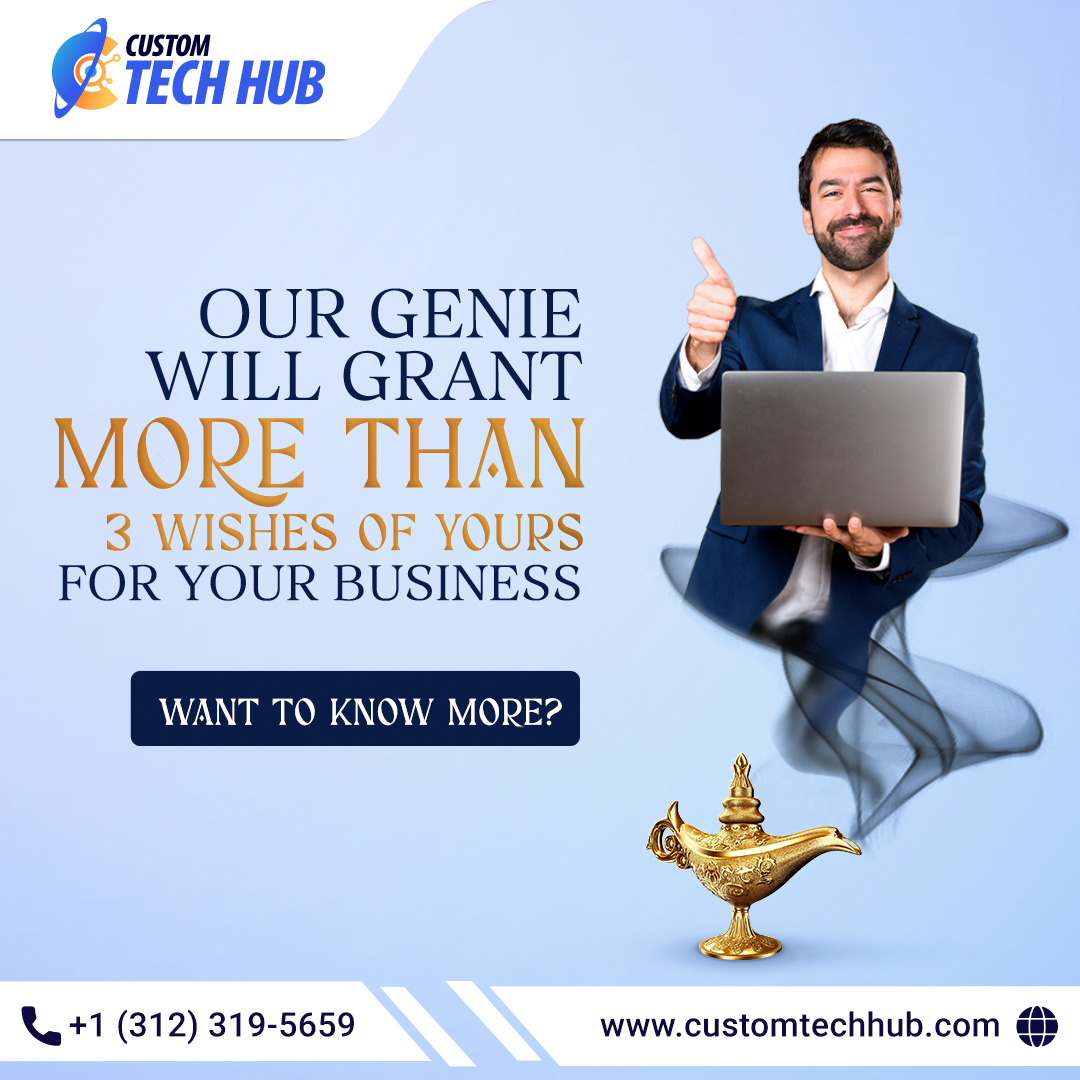 CUSTOM
TECH HUB
OUR GENIE
WILL GRANT
MORE THAN
3 WISHES OF YOURS
FOR YOUR BUSINESS
WANT TO KNOW MORE?
+1 (312) 319-5659
www.customtechhub.com